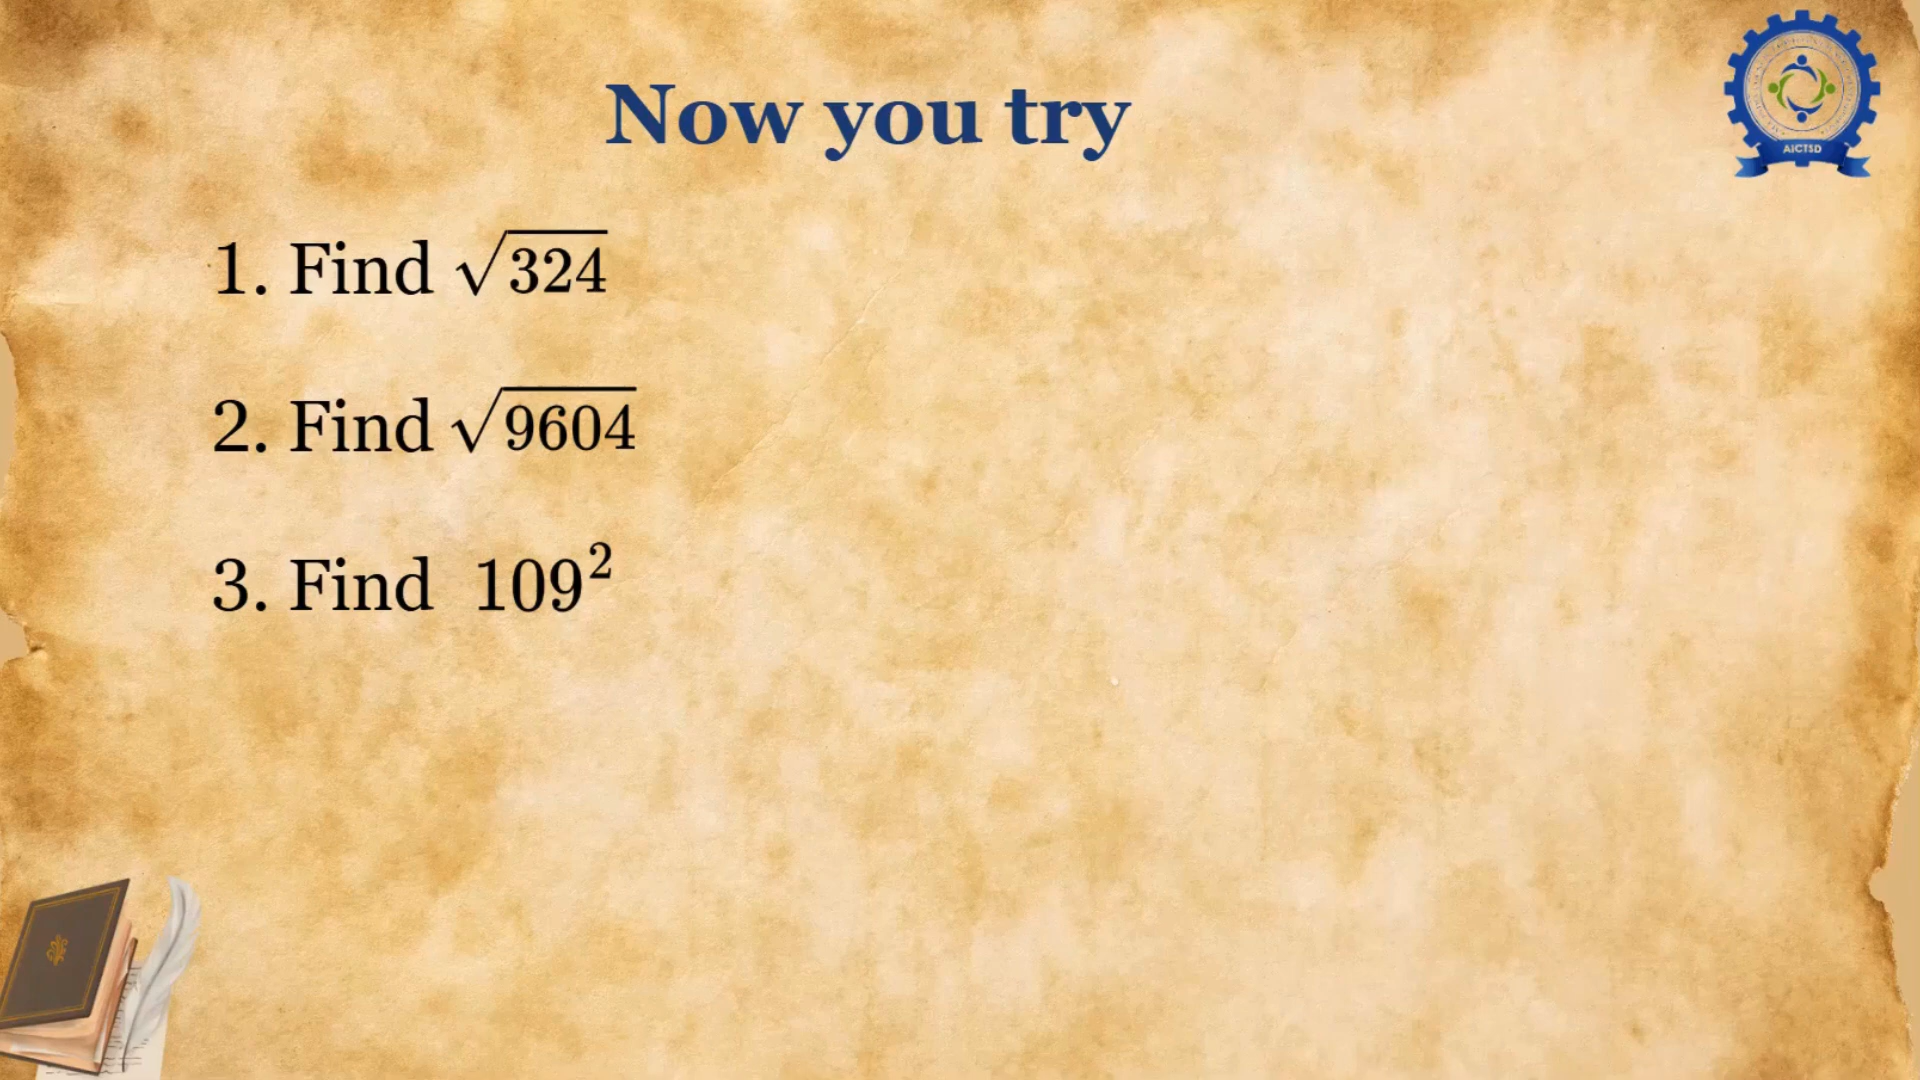 Now you try
AICTSD
1. Find √324
2. Find √9604
3. Find 109²